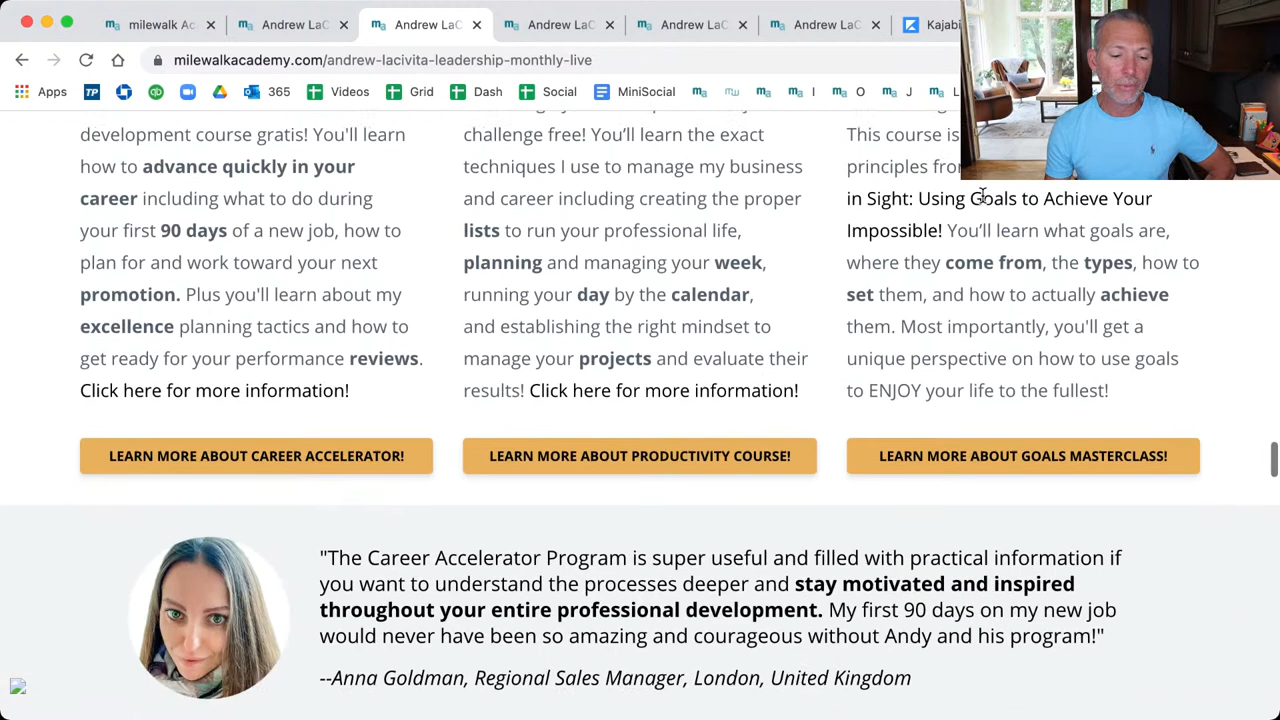 milewalk Ac
Andrew LaC
Andrew LaC
Andrew LaC
Andrew LaC
Andrew LaC
Kajabi
milewalkacademy.com/andrew-lacivita-leadership-monthly-live
Apps
TP
365
Videos
Grid
Dash
Social
MiniSocial
ma
mw
ma
ma
I
ma
O
ma
J
ma
L
development course gratis! You'll learn
how to advance quickly in your
career including what to do during
your first 90 days of a new job, how to
plan for and work toward your next
promotion. Plus you'll learn about my
excellence planning tactics and how to
get ready for your performance reviews.
Click here for more information!
LEARN MORE ABOUT CAREER ACCELERATOR!
challenge free! You’ll learn the exact
techniques I use to manage my business
and career including creating the proper
lists to run your professional life,
planning and managing your week,
running your day by the calendar,
and establishing the right mindset to
manage your projects and evaluate their
results! Click here for more information!
LEARN MORE ABOUT PRODUCTIVITY COURSE!
This course is
principles from
in Sight: Using Goals to Achieve Your
Impossible! You’ll learn what goals are,
where they come from, the types, how to
set them, and how to actually achieve
them. Most importantly, you'll get a
unique perspective on how to use goals
to ENJOY your life to the fullest!
LEARN MORE ABOUT GOALS MASTERCLASS!
"The Career Accelerator Program is super useful and filled with practical information if
you want to understand the processes deeper and stay motivated and inspired
throughout your entire professional development. My first 90 days on my new job
would never have been so amazing and courageous without Andy and his program!"
--Anna Goldman, Regional Sales Manager, London, United Kingdom